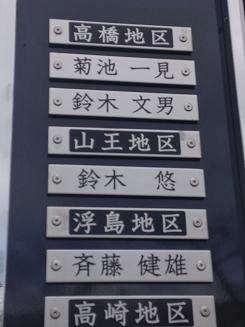 高橋地区
菊池 一見
鈴木 文男
山王地区
鈴木 悠
浮島地区
斉藤 健雄
高崎地区